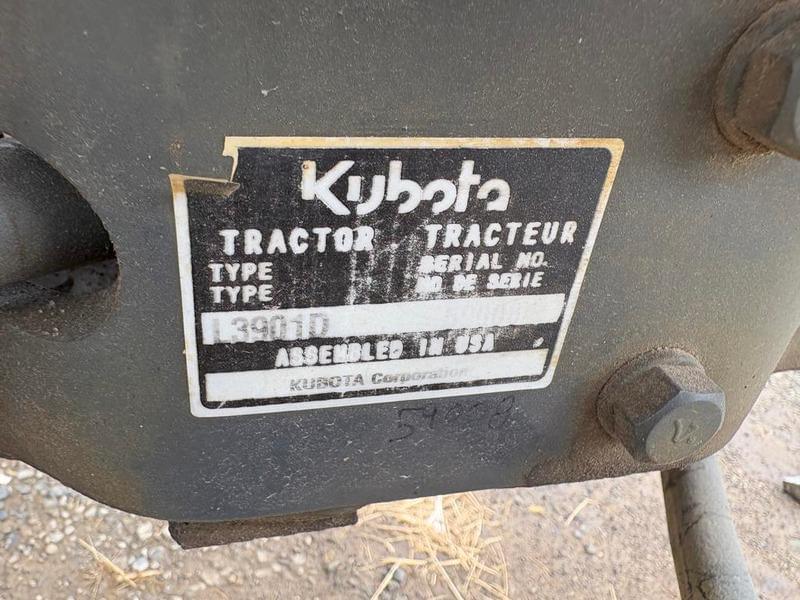 Kubota
TRACTOR TRACTEUR
TYPE SERIAL NO.
TYPE NO DE SERIE
L3901D
ASSEMBLED IN USA
KUBOTA Corporation